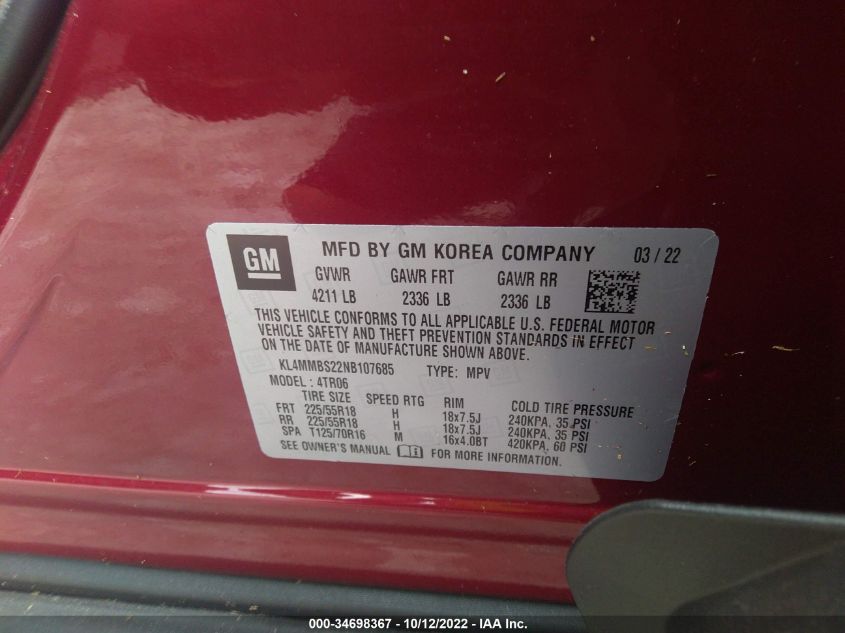 GM
MFD BY GM KOREA COMPANY 03 / 22
GVWR GAWR FRT GAWR RR
4211 LB 2336 LB 2336 LB
THIS VEHICLE CONFORMS TO ALL APPLICABLE U.S. FEDERAL MOTOR
VEHICLE SAFETY AND THEFT PREVENTION STANDARDS IN EFFECT
ON THE DATE OF MANUFACTURE SHOWN ABOVE.
KL4MMBS22NB107685 TYPE: MPV
MODEL: 4TR06
TIRE SIZE SPEED RTG RIM COLD TIRE PRESSURE
FRT 225/55R18 H 18x7.5J 240KPA, 35 PSI
RR 225/55R18 H 18x7.5J 240KPA, 35 PSI
SPA T125/70R16 M 16x4.0BT 420KPA, 60 PSI
SEE OWNER'S MANUAL FOR MORE INFORMATION.
000-34698367 - 10/12/2022 - www.iaai.com